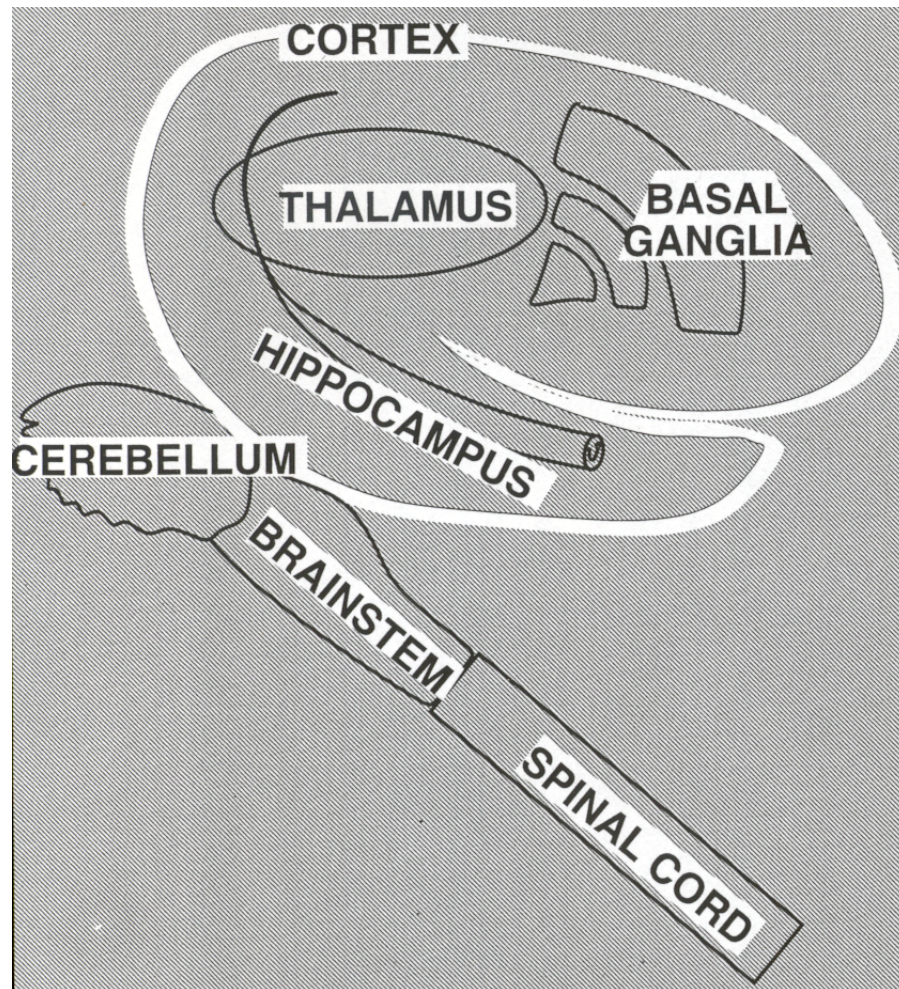 CORTEX
THALAMUS
BASAL
GANGLIA
HIPPOCAMPUS
CEREBELLUM
BRAINSTEM
SPINAL CORD